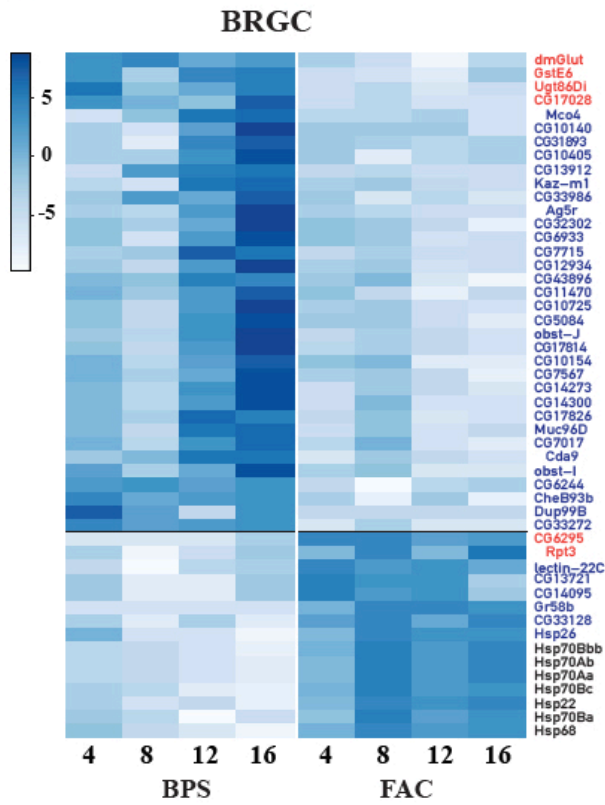 BRGC
5
0
-5
dmGlut
GstE6
Ugt86Di
CG17028
Mco4
CG10140
CG31893
CG10405
CG13912
Kaz-m1
CG33986
Ag5r
CG32302
CG6933
CG7715
CG12934
CG43896
CG11470
CG10725
CG5084
obst-J
CG17814
CG10154
CG7567
CG14273
CG14300
CG17826
Muc96D
CG7017
Cda9
obst-I
CG6244
CheB93b
Dup99B
CG33272
CG6295
Rpt3
lectin-22C
CG13721
CG14095
Gr58b
CG33128
Hsp26
Hsp70Bbb
Hsp70Ab
Hsp70Aa
Hsp70Bc
Hsp22
Hsp70Ba
Hsp68
4 8 12 16 4 8 12 16
BPS FAC